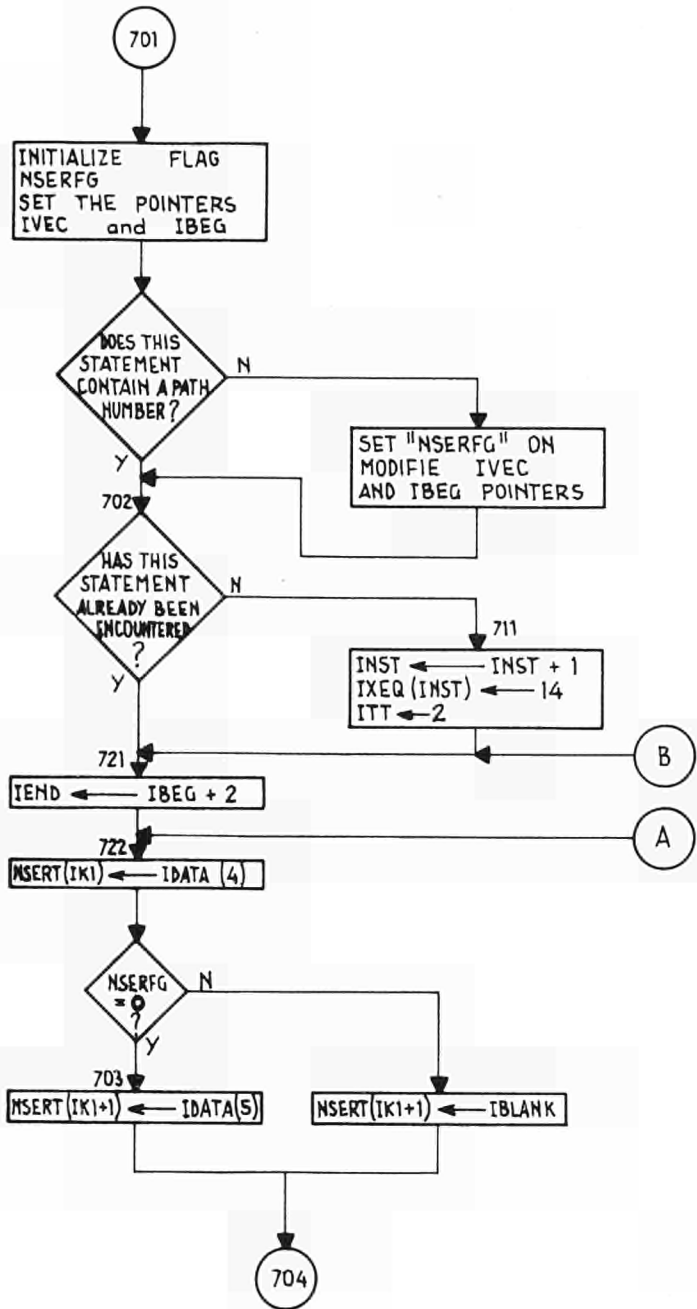 701
INITIALIZE FLAG
NSERFG
SET THE POINTERS
IVEC and IBEG
DOES THIS
STATEMENT
CONTAIN A PATH
NUMBER?
N
Y
SET "NSERFG" ON
MODIFIE IVEC
AND IBEG POINTERS
702
HAS THIS
STATEMENT
ALREADY BEEN
ENCOUNTERED
?
N
Y
711
INST ← INST + 1
IXEQ (INST) ← 14
ITT ← 2
B
721
IEND ← IBEG + 2
A
722
NSERT(IK1) ← IDATA (4)
NSERFG
= 0
?
N
Y
703
NSERT(IK1+1) ← IDATA(5)
NSERT(IK1+1) ← IBLANK
704